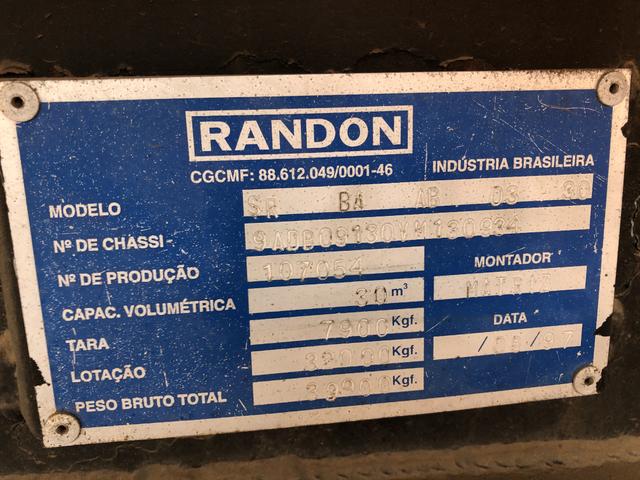 RANDON
CGCMF: 88.612.049/0001-46
INDÚSTRIA BRASILEIRA
MODELO SR BA AB 03 30
Nº DE CHASSI -
Nº DE PRODUÇÃO 107054
MONTADOR
CAPAC. VOLUMÉTRICA 30 m³
MATRIZ
TARA 7900 Kgf.
DATA
LOTAÇÃO Kgf.
/97
PESO BRUTO TOTAL Kgf.